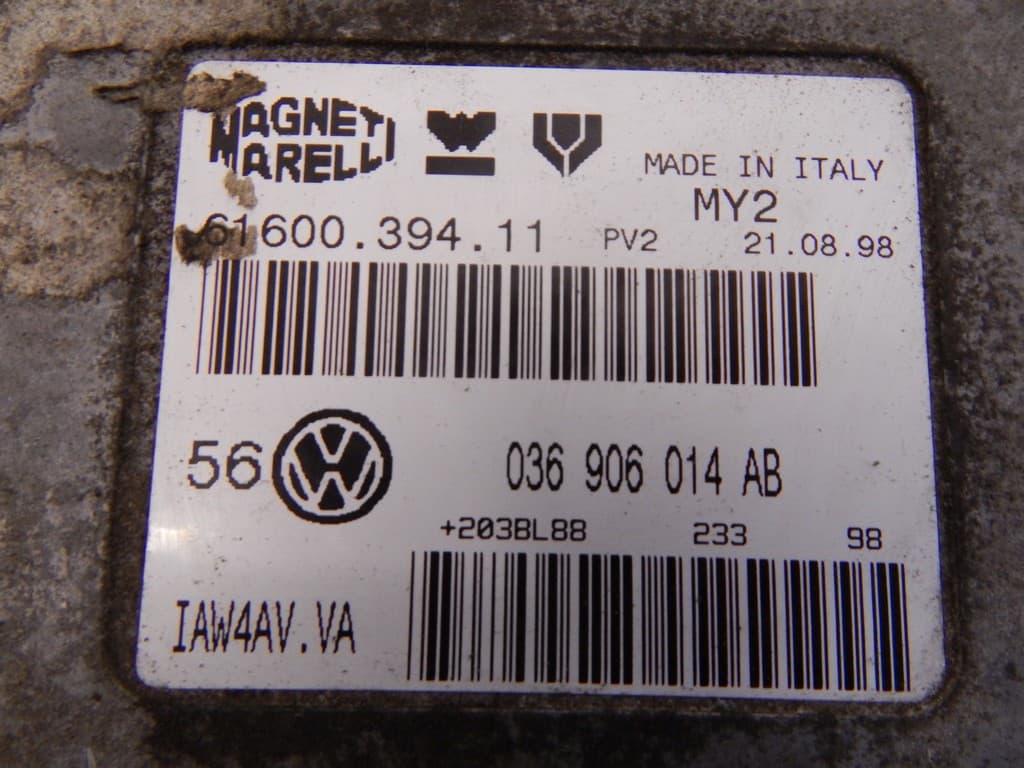 MAGNETI
MARELLI
MADE IN ITALY
MY2
61600.394.11 PV2 21.08.98
56 036 906 014 AB
+203BL88 233 98
IAW4AV.VA